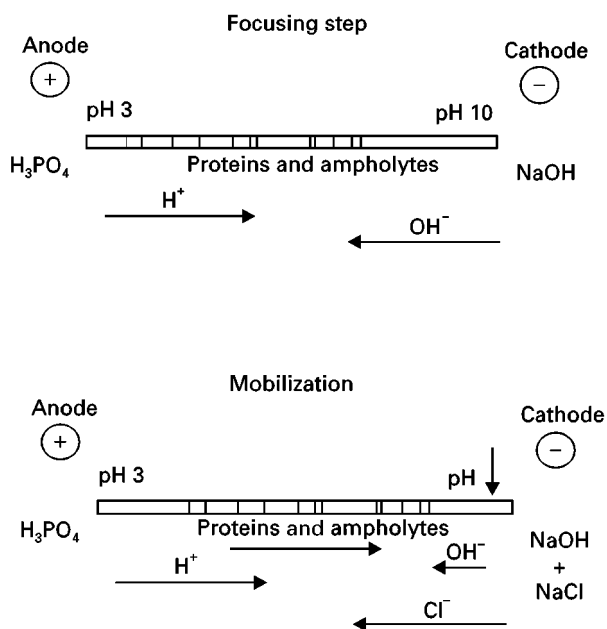 Focusing step
Anode
Cathode
+
−
pH 3
pH 10
H₃PO₄
Proteins and ampholytes
NaOH
H⁺
OH⁻
Mobilization
Anode
Cathode
+
−
pH 3
pH
H₃PO₄
Proteins and ampholytes
NaOH
+
NaCl
H⁺
OH⁻
Cl⁻